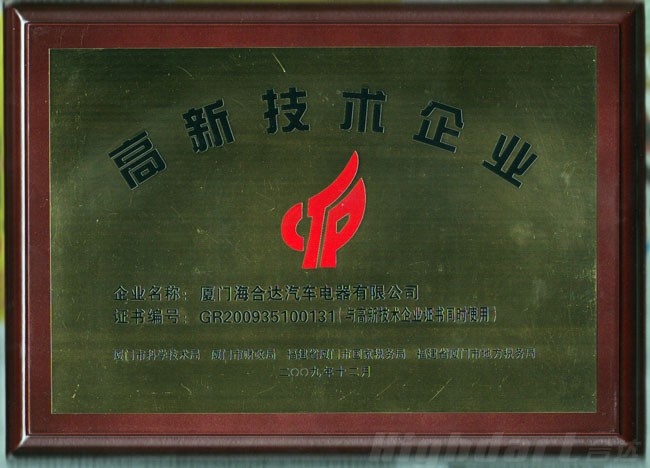 高新技术企业
CTP
企业名称：厦门海合达汽车电器有限公司
证书编号：GR200935100131（与高新技术企业证书同时使用）
厦门市科学技术局 厦门市财政局 福建省厦门市国家税务局 福建省厦门市地方税务局
二〇〇九年十二月
Highdart 言达